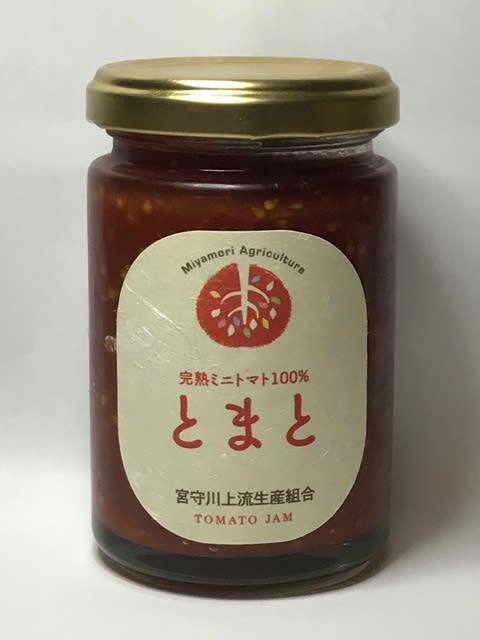 Miyamori Agriculture
完熟ミニトマト100%
とまと
宮守川上流生産組合
TOMATO JAM